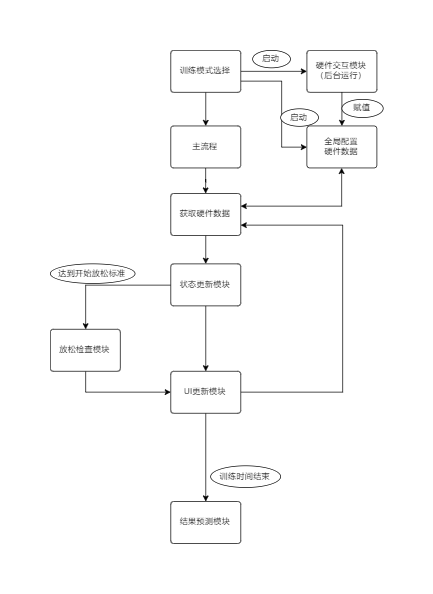 启动
训练模式选择
硬件交互模块
（后台运行）
赋值
启动
主流程
全局配置
硬件数据
获取硬件数据
达到开始放松标准
状态更新模块
放松检查模块
UI更新模块
训练时间结束
结果预测模块